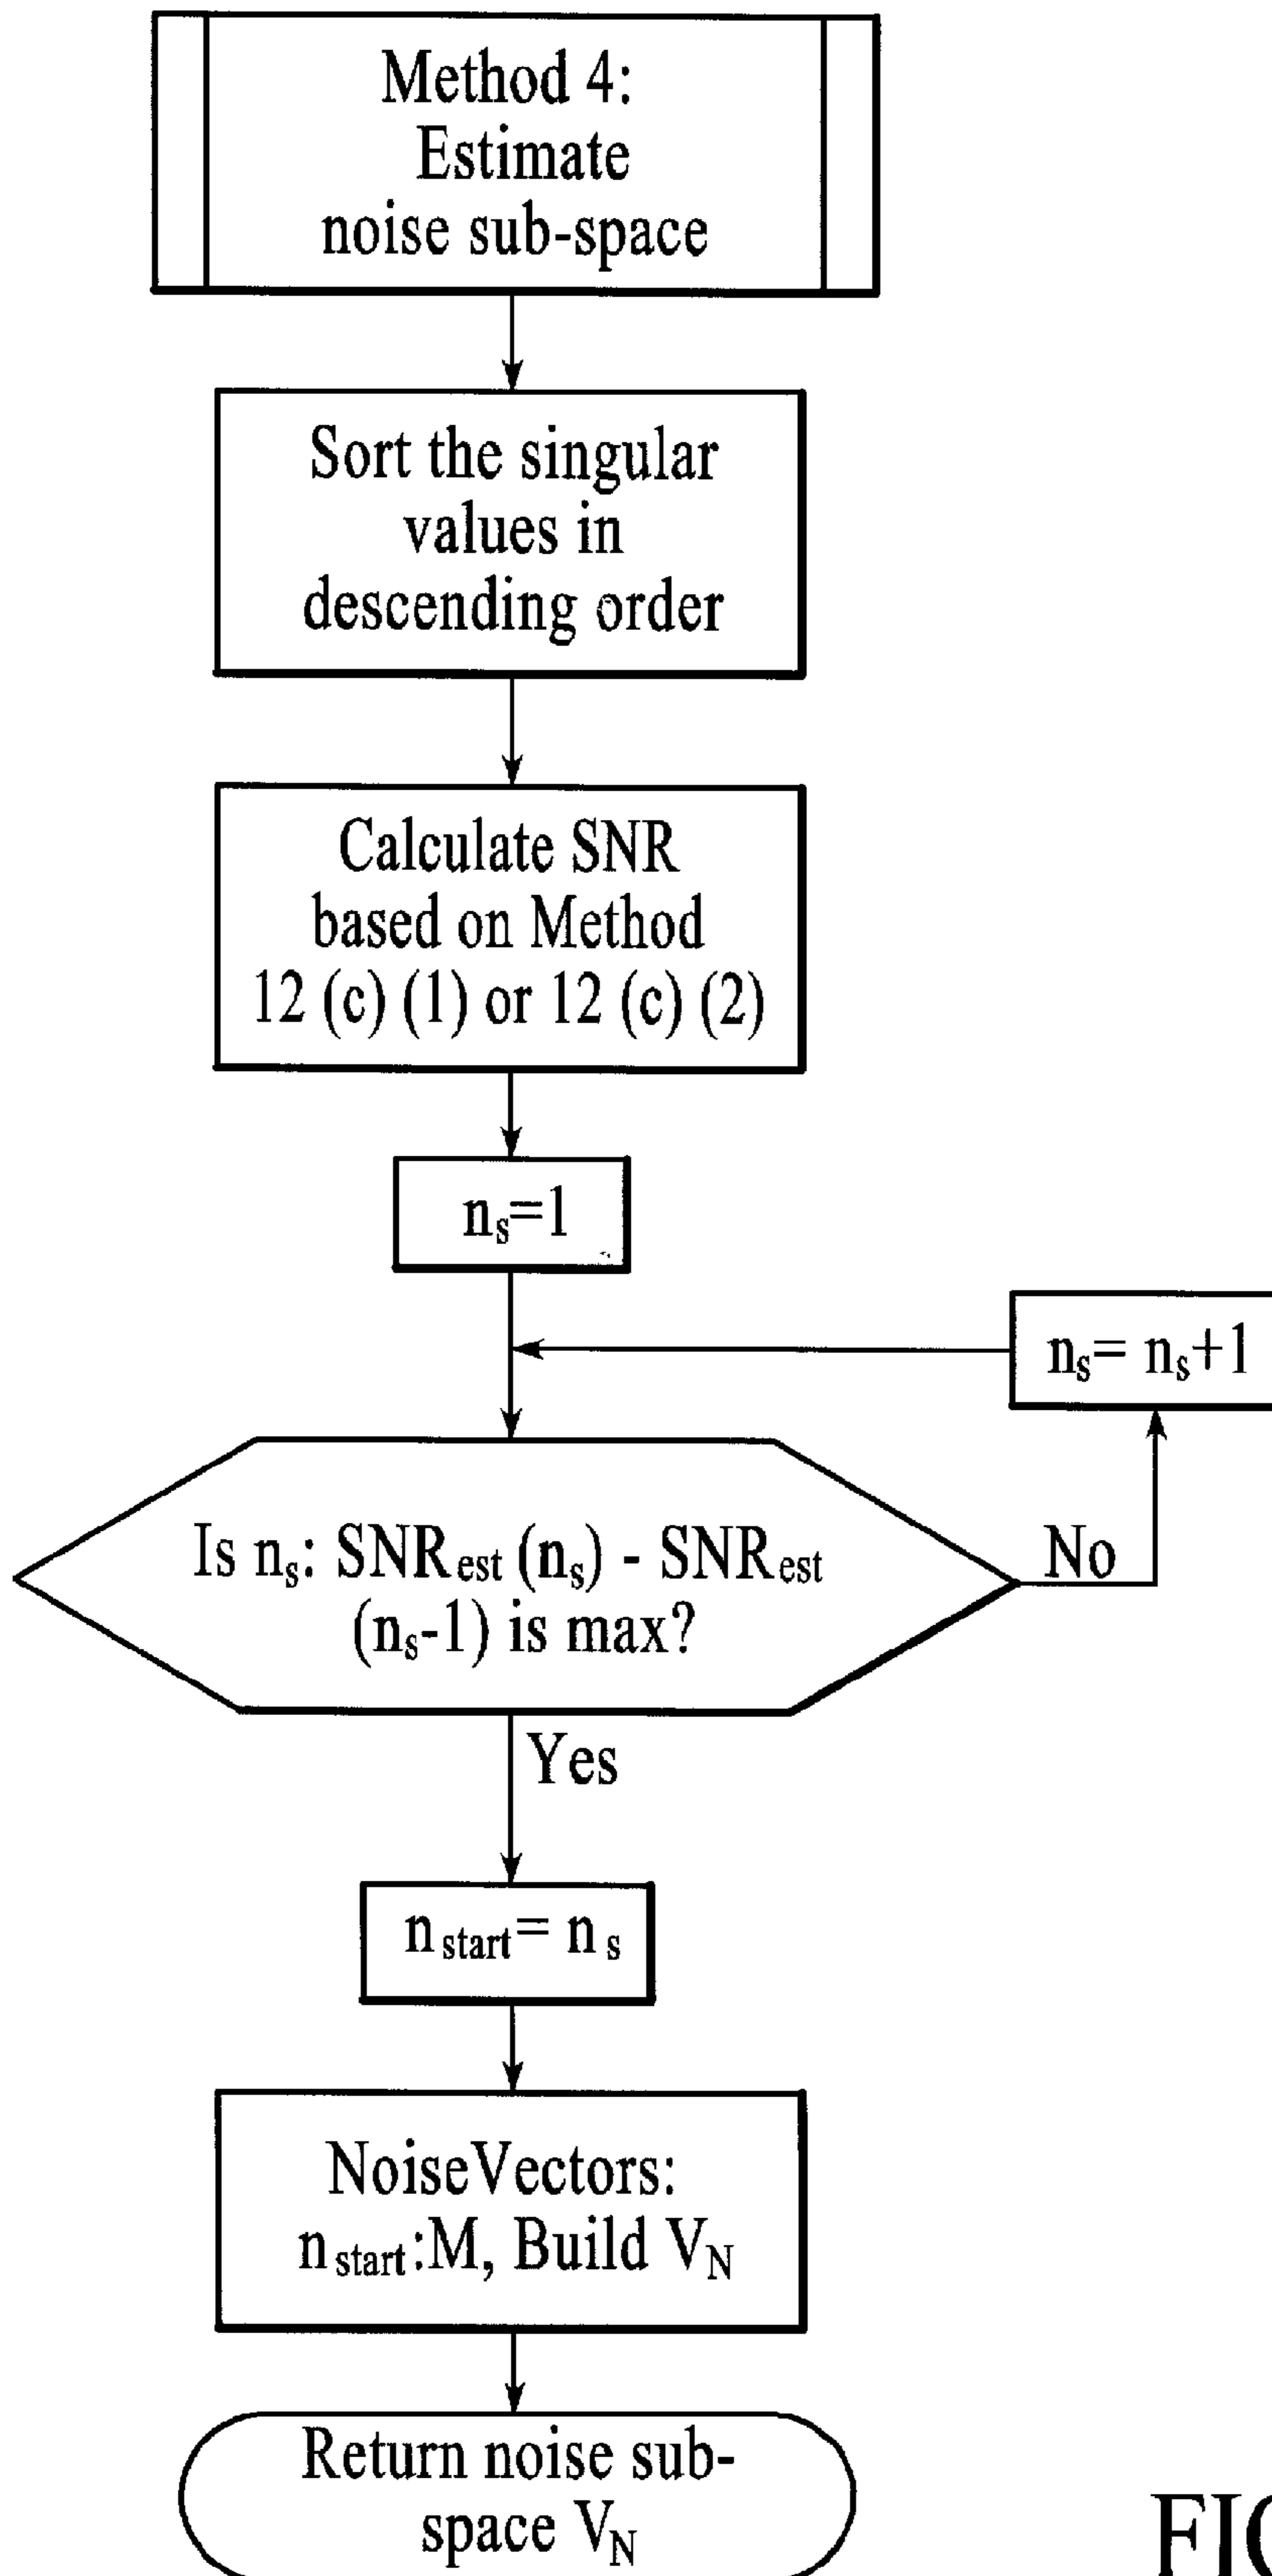 Method 4:
Estimate
noise sub-space
Sort the singular
values in
descending order
Calculate SNR
based on Method
12 (c) (1) or 12 (c) (2)
nₛ=1
nₛ= nₛ+1
Is nₛ: SNRest (nₛ) - SNRest
(nₛ-1) is max?
No
Yes
nstart= nₛ
NoiseVectors:
nstart:M, Build VN
Return noise sub-
space VN